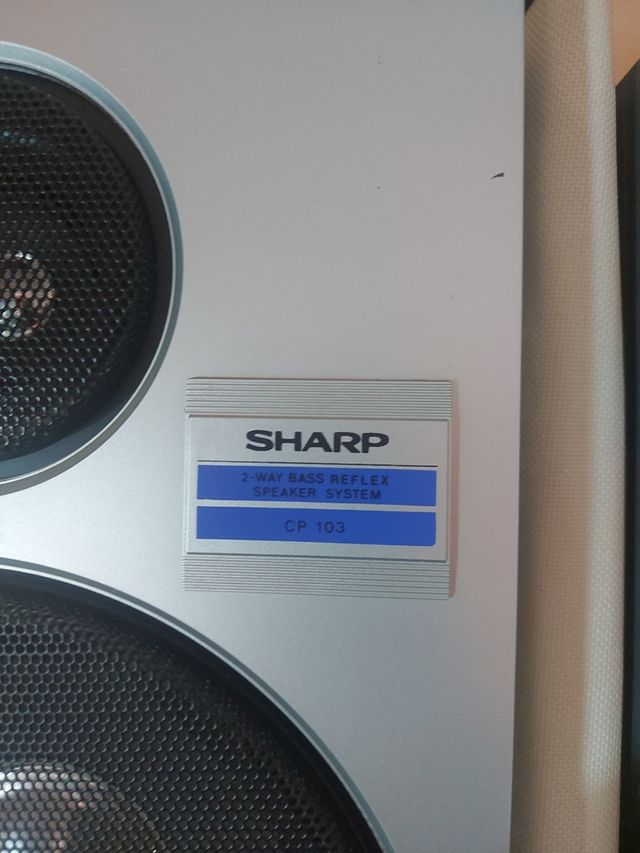 SHARP
2-WAY BASS REFLEX
SPEAKER SYSTEM
CP 103